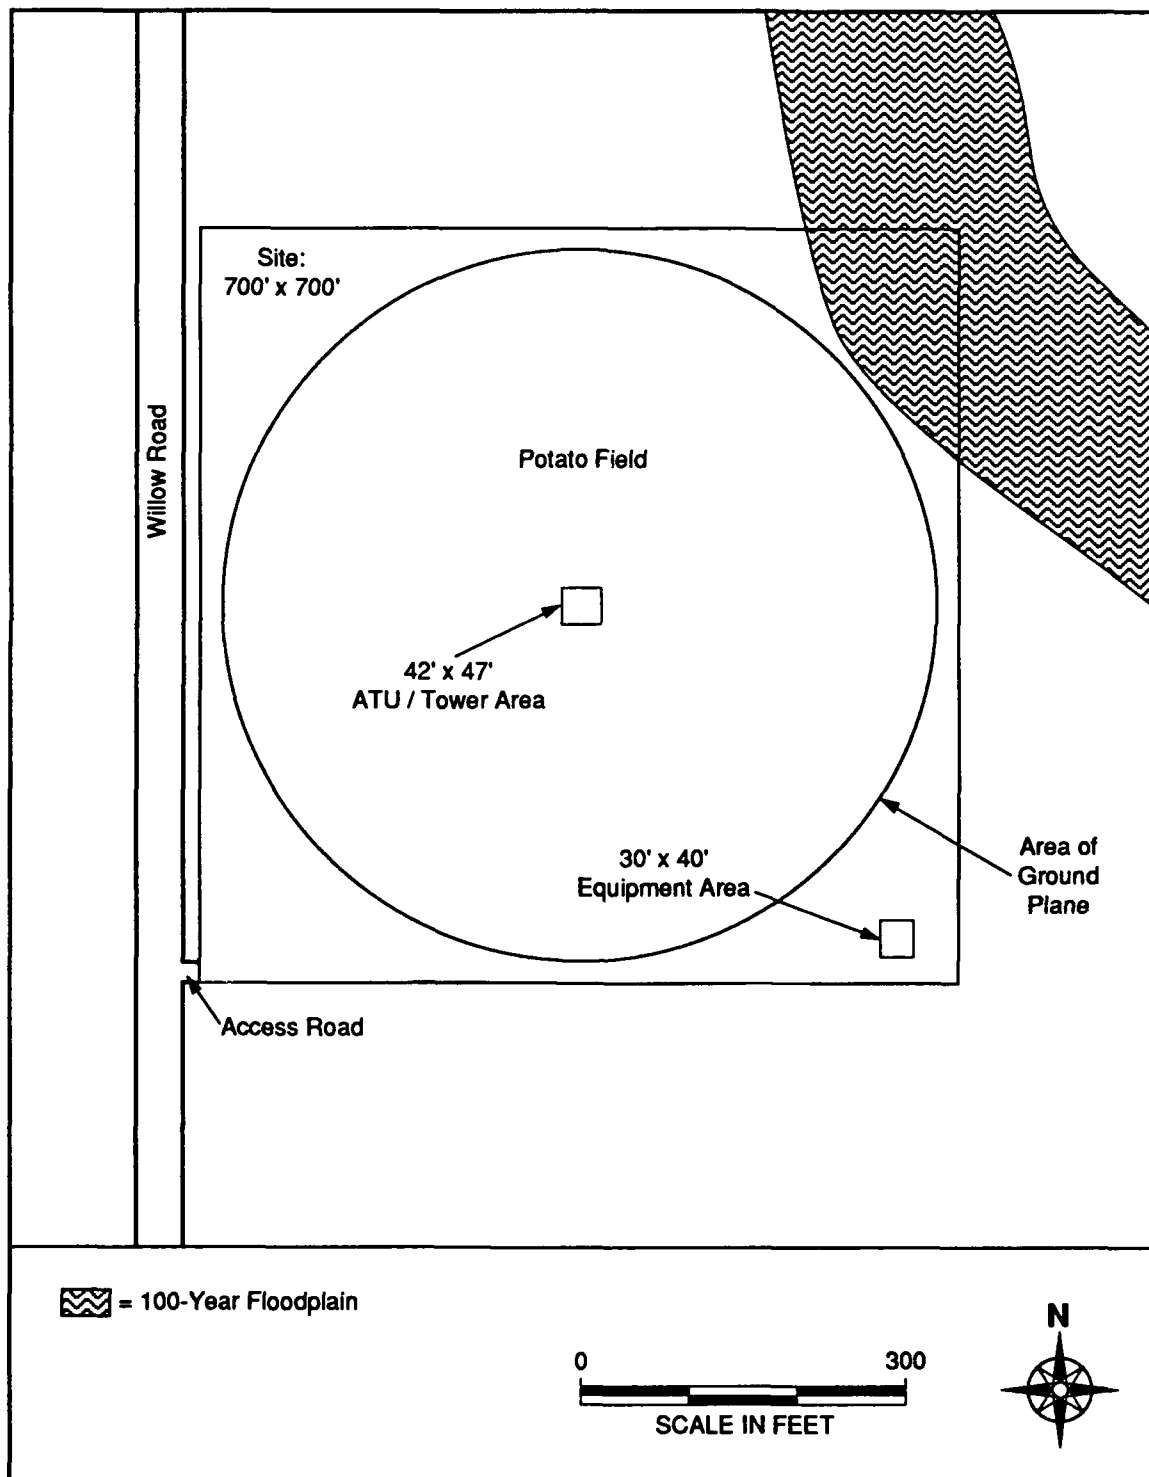 Site:
700' x 700'
Willow Road
Potato Field
42' x 47'
ATU / Tower Area
30' x 40'
Equipment Area
Area of
Ground
Plane
Access Road
= 100-Year Floodplain
N
0 300
SCALE IN FEET